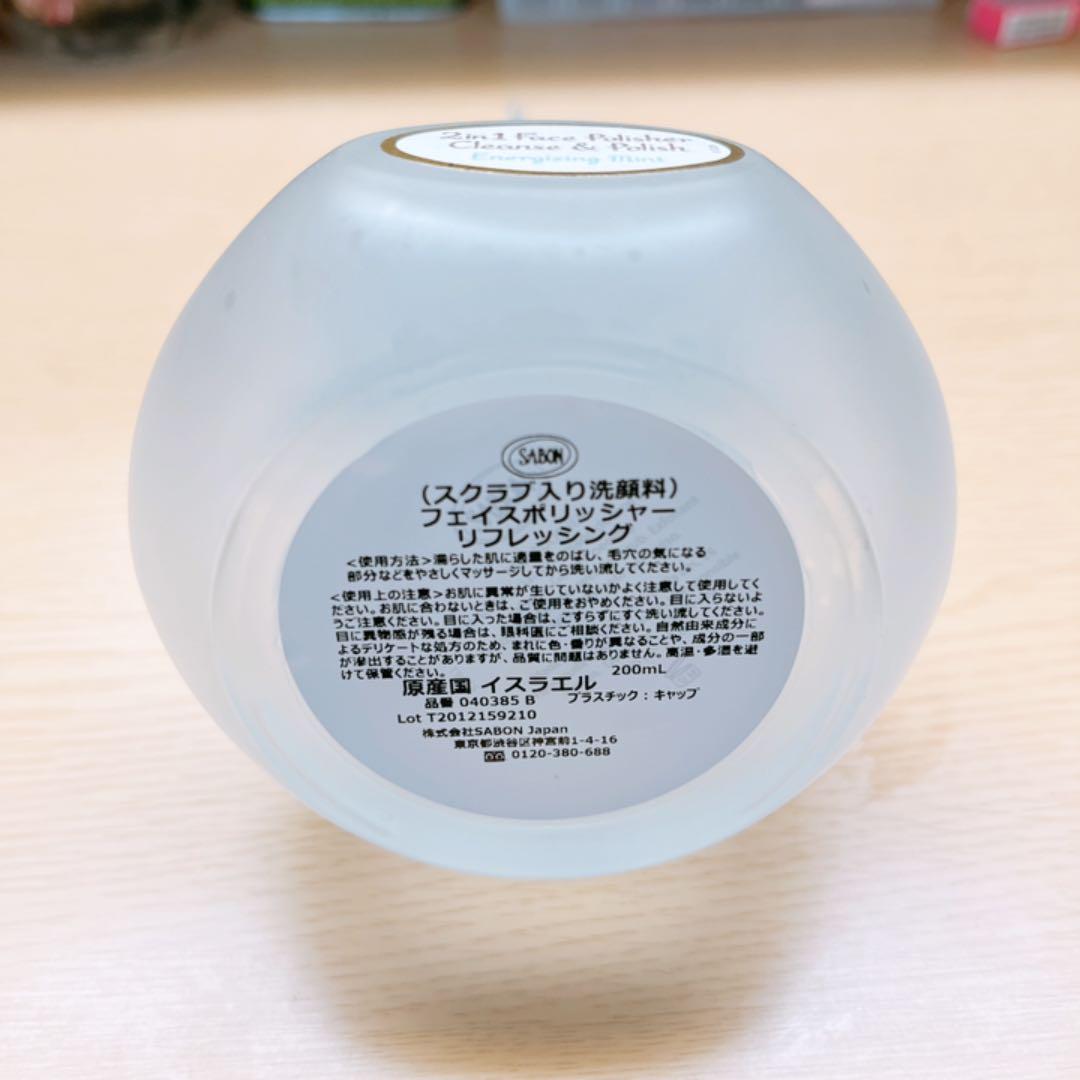 2in1 Face Polisher
Cleanse & Polish
Energizing Mint
SABON
（スクラブ入り洗顔料）
フェイスポリッシャー
リフレッシング
<使用方法>濡らした肌に適量をのばし、毛穴の気になる
部分などをやさしくマッサージしてから洗い流してください。
<使用上の注意>お肌に異常が生じていないかよく注意して使用してく
ださい。お肌に合わないときは、ご使用をおやめください。目に入らないよ
うご注意ください。目に入った場合は、こすらずにすぐ洗い流してください。
目に異物感が残る場合は、眼科医にご相談ください。自然由来成分に
よるデリケートな処方のため、まれに色・香りが異なることや、成分の一部
が滲出することがありますが、品質に問題はありません。高温・多湿を避
けて保管ください。
200mL
原産国 イスラエル
品番 040385 B プラスチック：キャップ
Lot T2012159210
株式会社SABON Japan
東京都渋谷区神宮前1-4-16
0120-380-688